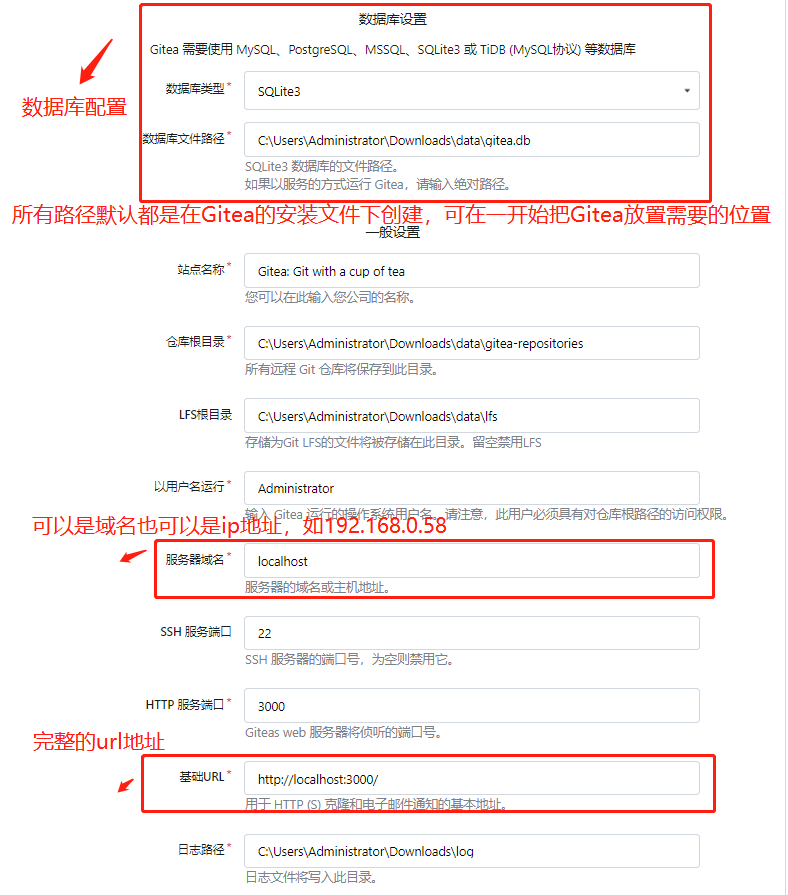 数据库设置
Gitea 需要使用 MySQL、PostgreSQL、MSSQL、SQLite3 或 TiDB (MySQL协议) 等数据库
数据库配置
数据库类型* SQLite3
数据库文件路径* C:\Users\Administrator\Downloads\data\gitea.db
SQLite3 数据库的文件路径。
如果以服务的方式运行 Gitea，请输入绝对路径。
所有路径默认都是在Gitea的安装文件下创建，可在一开始把Gitea放置需要的位置
一般设置
站点名称* Gitea: Git with a cup of tea
您可以在此输入您公司的名称。
仓库根目录* C:\Users\Administrator\Downloads\data\gitea-repositories
所有远程 Git 仓库将保存到此目录。
LFS根目录 C:\Users\Administrator\Downloads\data\lfs
存储为Git LFS的文件将被存储在此目录。留空禁用LFS
以用户名运行* Administrator
输入 Gitea 运行的操作系统用户名。请注意，此用户必须具有对仓库根路径的访问权限。
可以是域名也可以是ip地址，如192.168.0.58
服务器域名* localhost
服务器的域名或主机地址。
SSH 服务端口 22
SSH 服务器的端口号，为空则禁用它。
HTTP 服务端口* 3000
Giteas web 服务器将侦听的端口号。
完整的url地址
基础URL* http://localhost:3000/
用于 HTTP (S) 克隆和电子邮件通知的基本地址。
日志路径* C:\Users\Administrator\Downloads\log
日志文件将写入此目录。